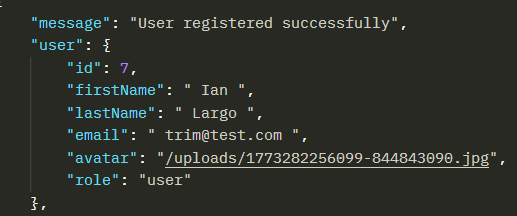 "message": "User registered successfully",
"user": {
"id": 7,
"firstName": " Ian ",
"lastName": " Largo ",
"email": " trim@test.com ",
"avatar": "/uploads/1773282256099-844843090.jpg",
"role": "user"
},